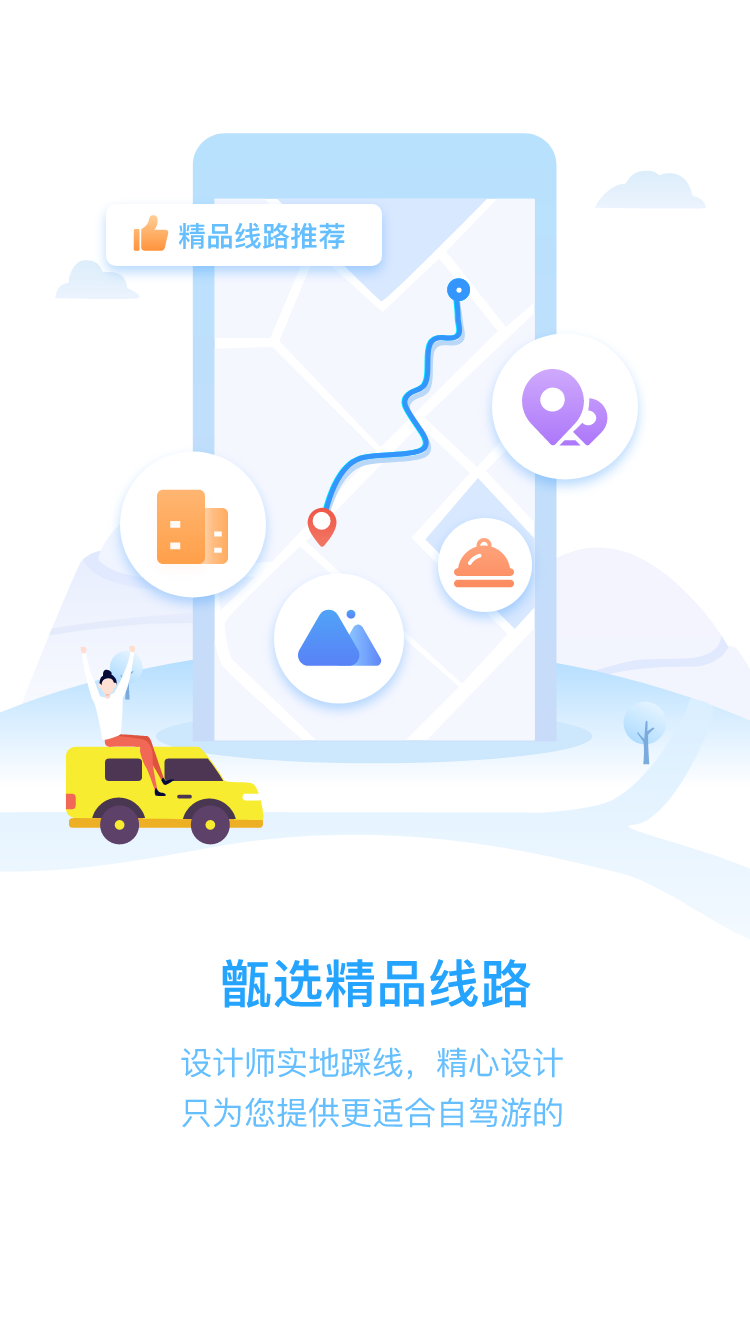 精品线路推荐
甄选精品线路
设计师实地踩线，精心设计
只为您提供更适合自驾游的